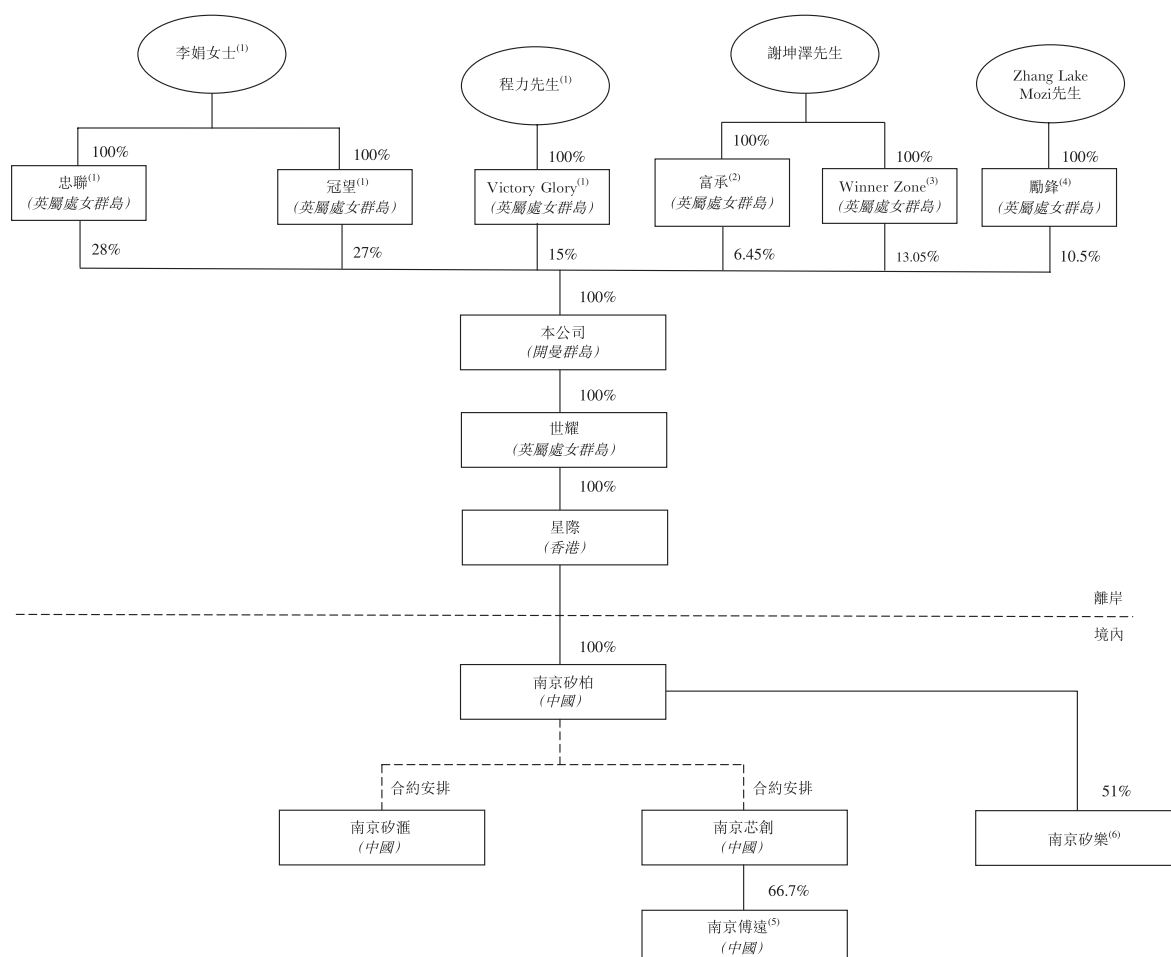 李娟女士(1)
程力先生(1)
謝坤澤先生
Zhang Lake
Mozi先生
100%
100%
100%
100%
100%
100%
忠聯(1)
(英屬處女群島)
冠望(1)
(英屬處女群島)
Victory Glory(1)
(英屬處女群島)
富承(2)
(英屬處女群島)
Winner Zone(3)
(英屬處女群島)
勵鋒(4)
(英屬處女群島)
28%
27%
15%
6.45%
13.05%
10.5%
100%
本公司
(開曼群島)
100%
世耀
(英屬處女群島)
100%
星際
(香港)
離岸
境內
100%
南京矽柏
(中國)
合約安排
合約安排
51%
南京矽滙
(中國)
南京芯創
(中國)
南京矽樂(6)
66.7%
南京傅遠(5)
(中國)